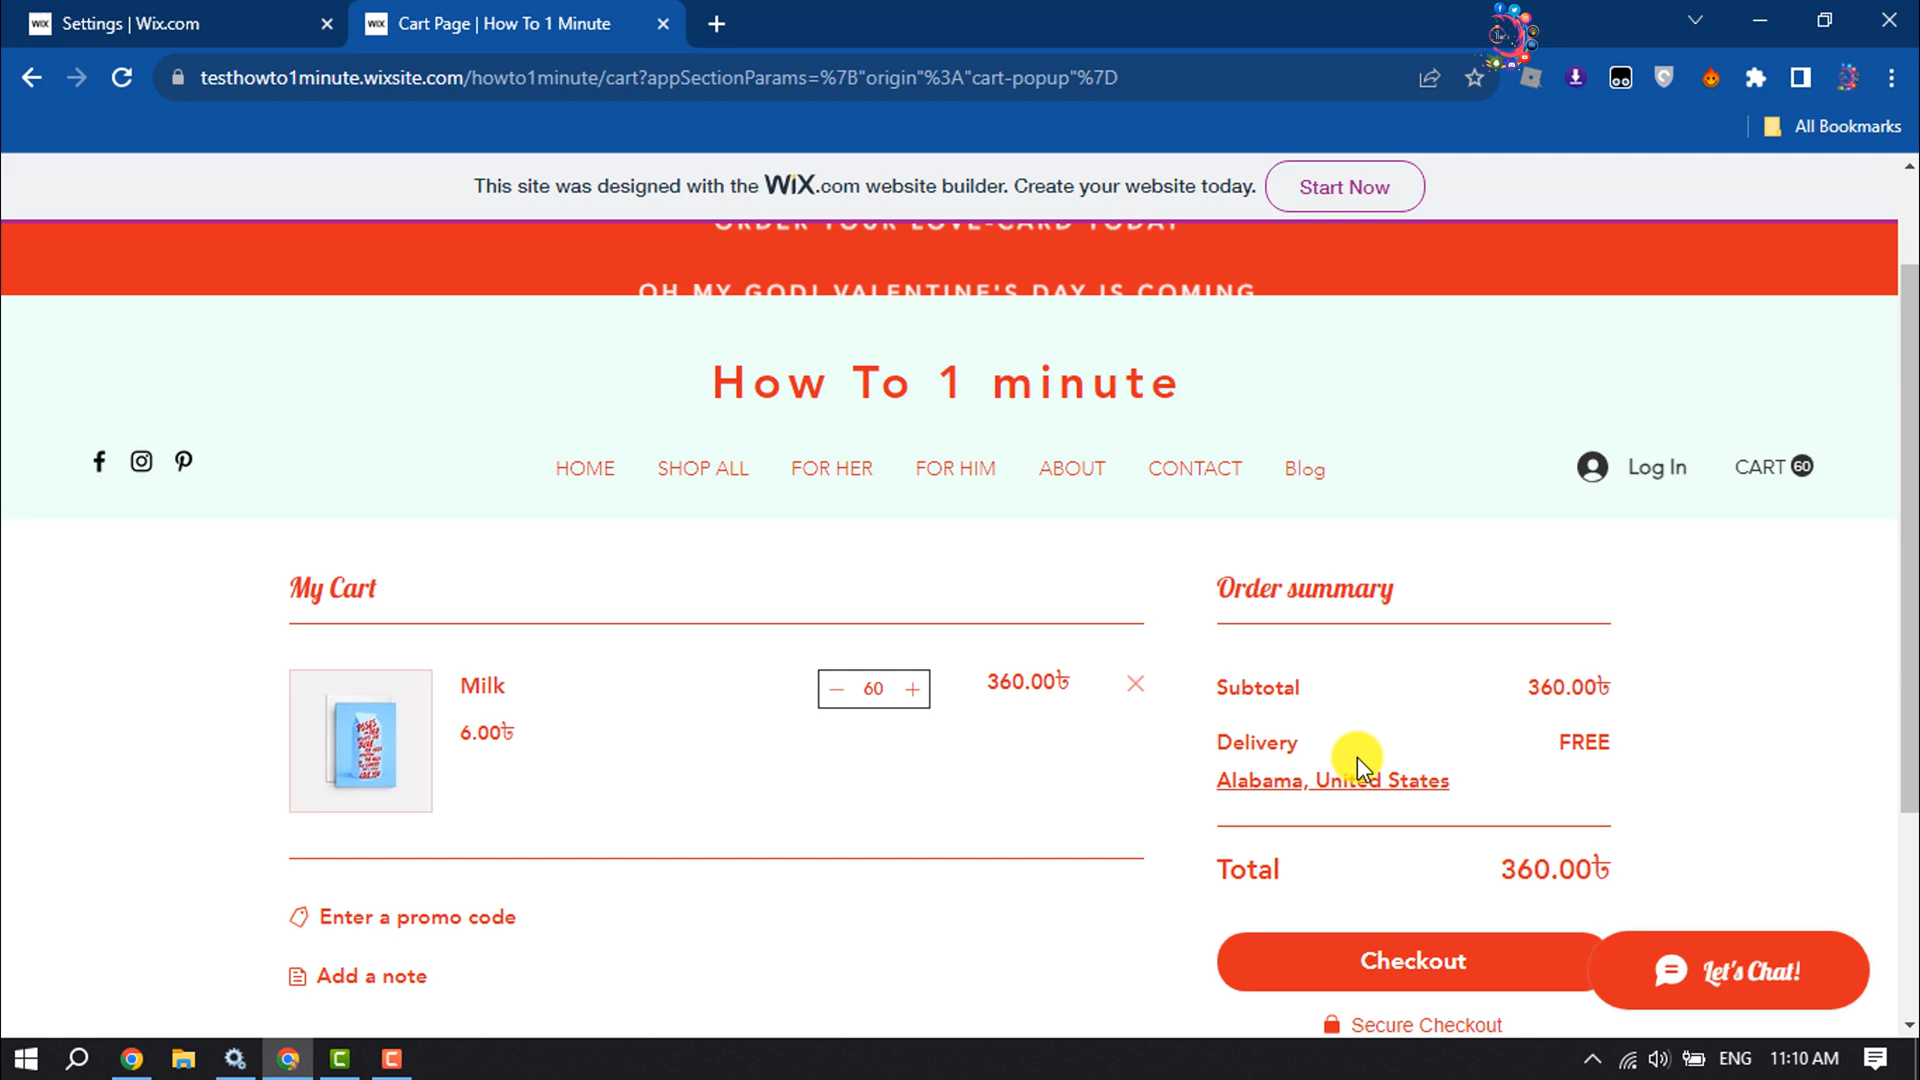 Settings | Wix.com
Cart Page | How To 1 Minute
testhowto1minute.wixsite.com/howto1minute/cart?appSectionParams=%7B"origin"%3A"cart-popup"%7D
All Bookmarks
This site was designed with the WiX.com website builder. Create your website today.
Start Now
ORDER YOUR LOVE-CARD TODAY
OH MY GOD! VALENTINE'S DAY IS COMING
How To 1 minute
HOME
SHOP ALL
FOR HER
FOR HIM
ABOUT
CONTACT
Blog
Log In
CART 60
My Cart
Milk
6.00৳
60
360.00৳
Enter a promo code
Add a note
Order summary
Subtotal 360.00৳
Delivery FREE
Alabama, United States
Total 360.00৳
Checkout
Let's Chat!
Secure Checkout
ENG
11:10 AM